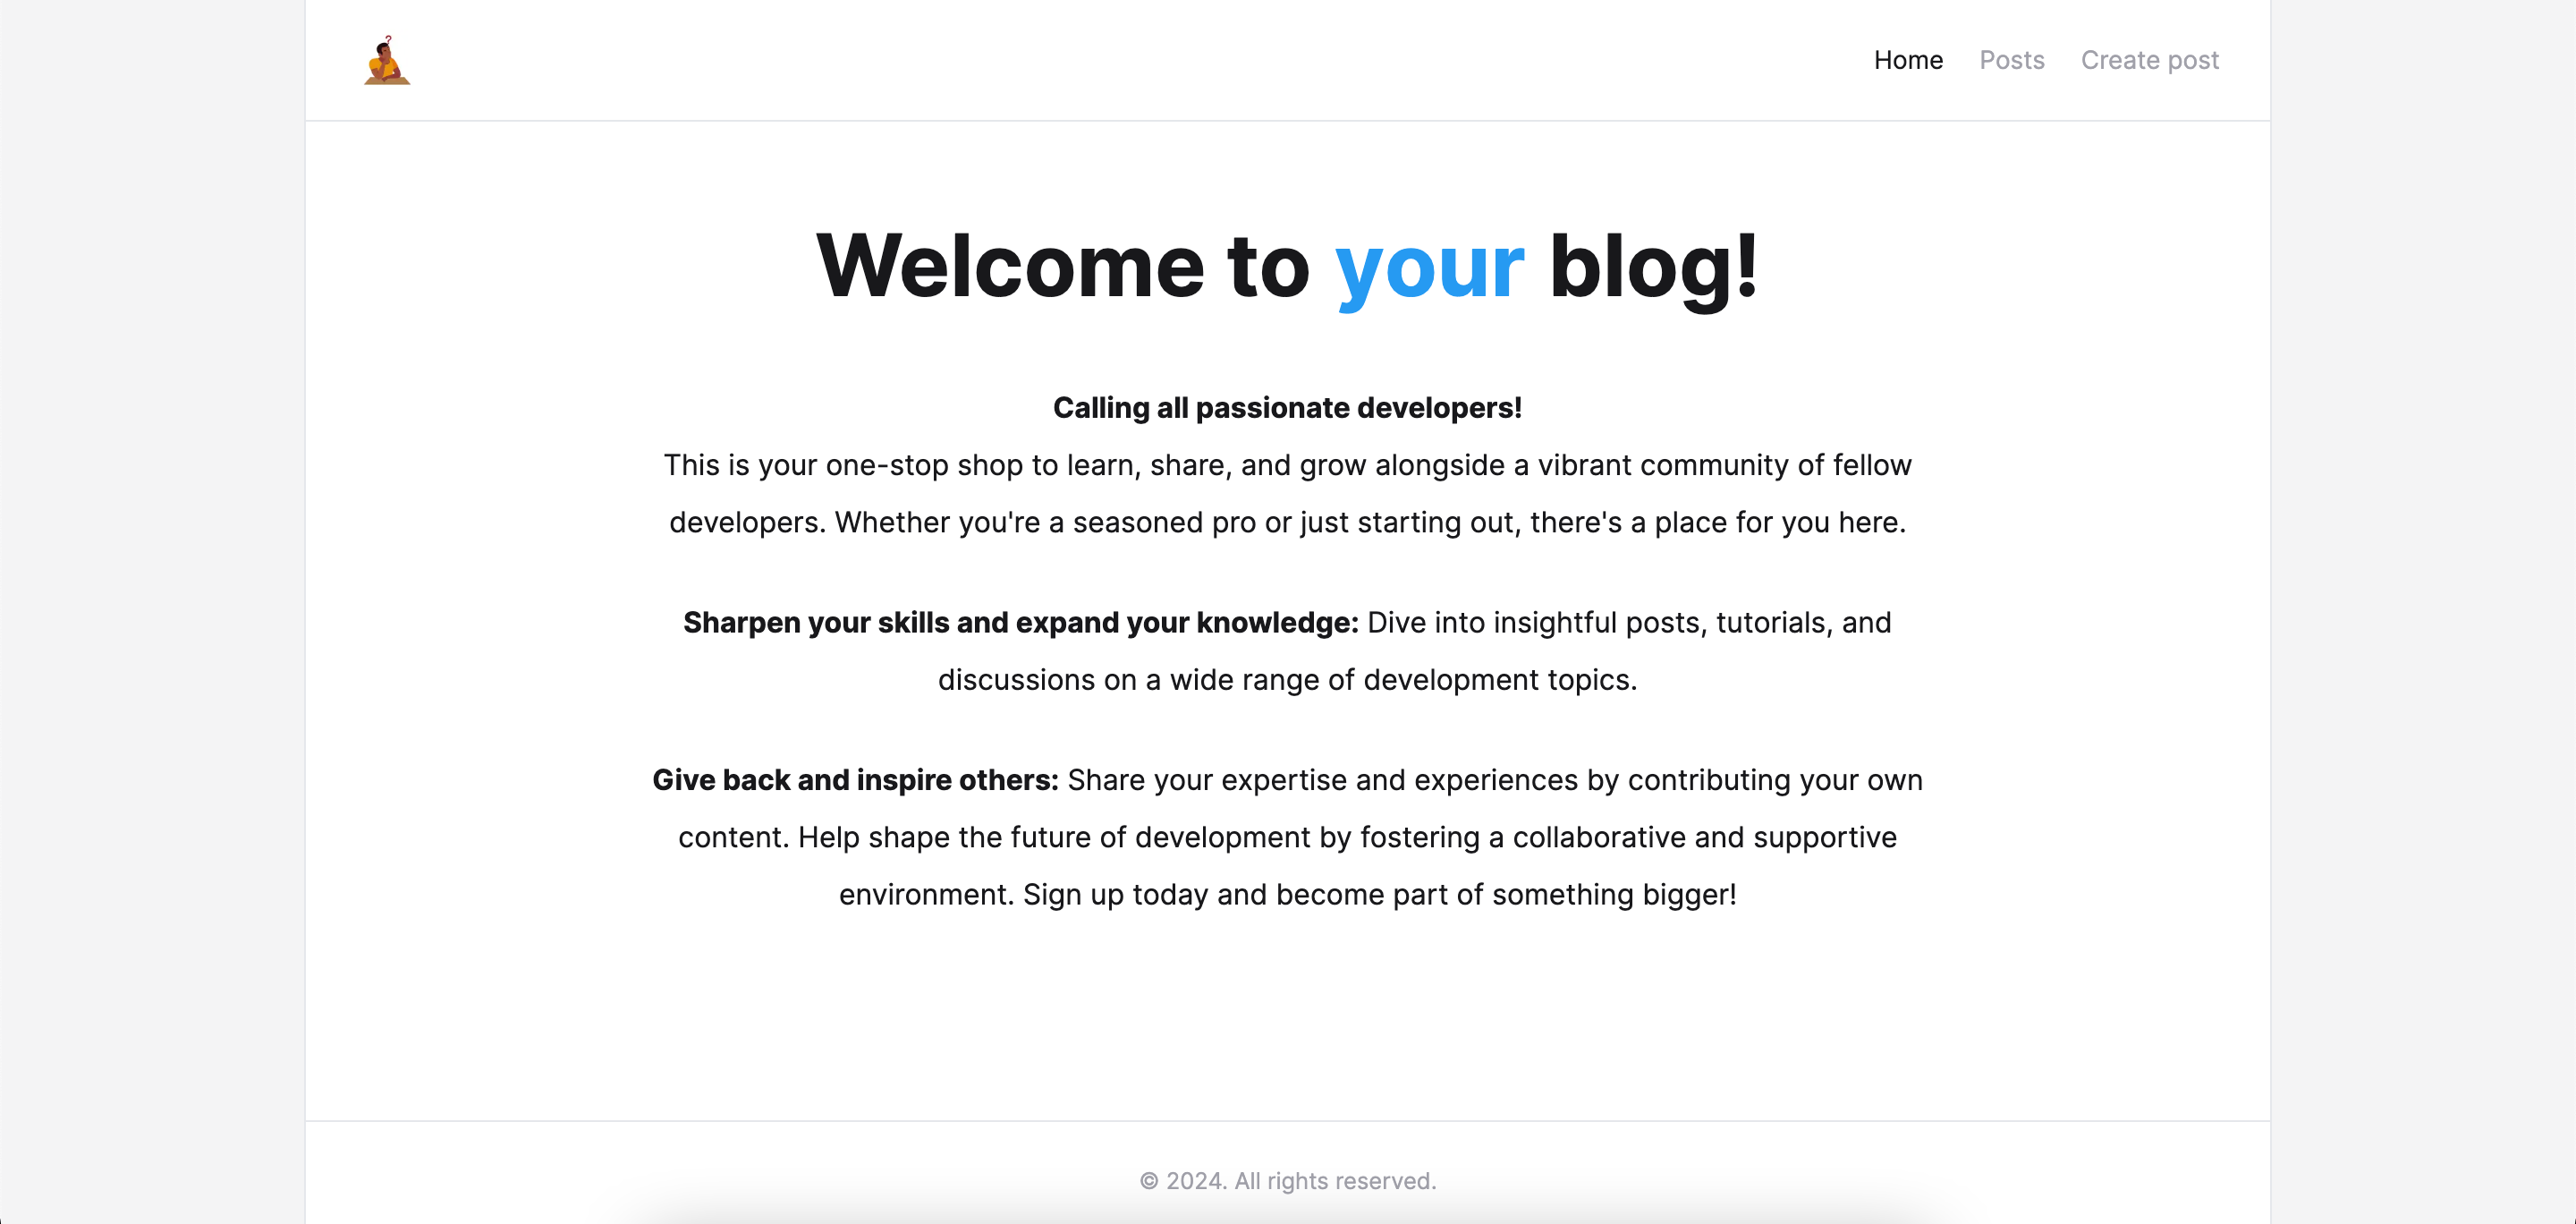 Home Posts Create post
Welcome to your blog!
Calling all passionate developers!
This is your one-stop shop to learn, share, and grow alongside a vibrant community of fellow
developers. Whether you're a seasoned pro or just starting out, there's a place for you here.
Sharpen your skills and expand your knowledge: Dive into insightful posts, tutorials, and
discussions on a wide range of development topics.
Give back and inspire others: Share your expertise and experiences by contributing your own
content. Help shape the future of development by fostering a collaborative and supportive
environment. Sign up today and become part of something bigger!
© 2024. All rights reserved.